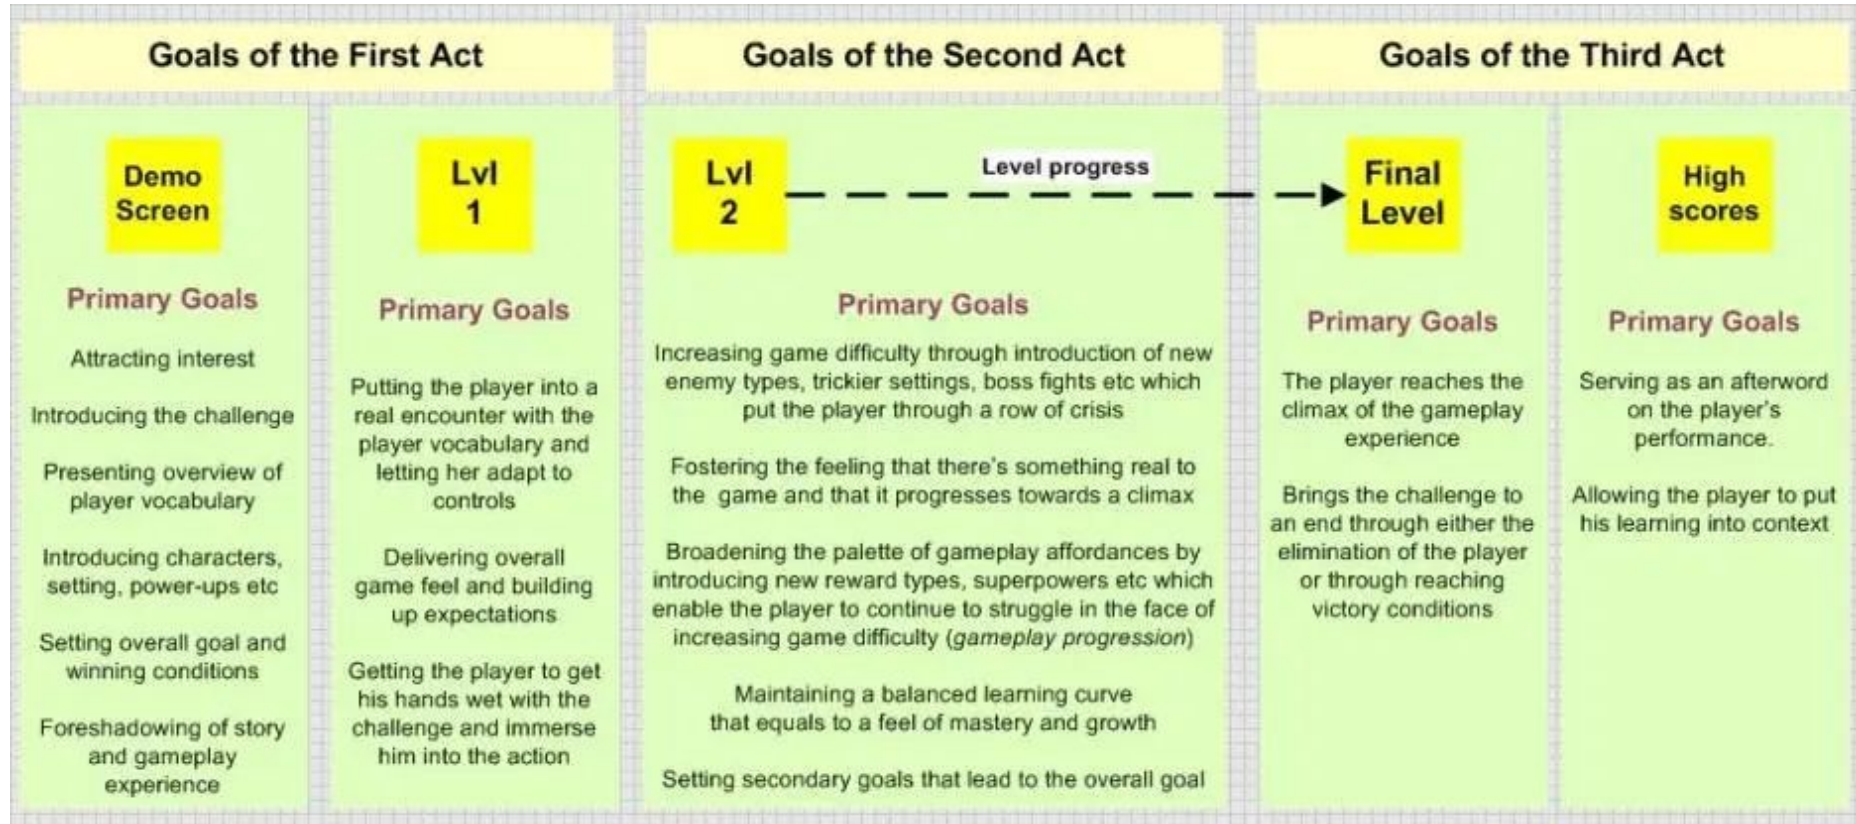 Goals of the First Act
Demo
Screen
Primary Goals
Attracting interest
Introducing the challenge
Presenting overview of
player vocabulary
Introducing characters,
setting, power-ups etc
Setting overall goal and
winning conditions
Foreshadowing of story
and gameplay
experience
Lvl
1
Primary Goals
Putting the player into a
real encounter with the
player vocabulary and
letting her adapt to
controls
Delivering overall
game feel and building
up expectations
Getting the player to get
his hands wet with the
challenge and immerse
him into the action
Goals of the Second Act
Lvl
2
Level progress
Primary Goals
Increasing game difficulty through introduction of new
enemy types, trickier settings, boss fights etc which
put the player through a row of crisis
Fostering the feeling that there's something real to
the game and that it progresses towards a climax
Broadening the palette of gameplay affordances by
introducing new reward types, superpowers etc which
enable the player to continue to struggle in the face of
increasing game difficulty (gameplay progression)
Maintaining a balanced learning curve
that equals to a feel of mastery and growth
Setting secondary goals that lead to the overall goal
Goals of the Third Act
Final
Level
Primary Goals
The player reaches the
climax of the gameplay
experience
Brings the challenge to
an end through either the
elimination of the player
or through reaching
victory conditions
High
scores
Primary Goals
Serving as an afterword
on the player's
performance.
Allowing the player to put
his learning into context